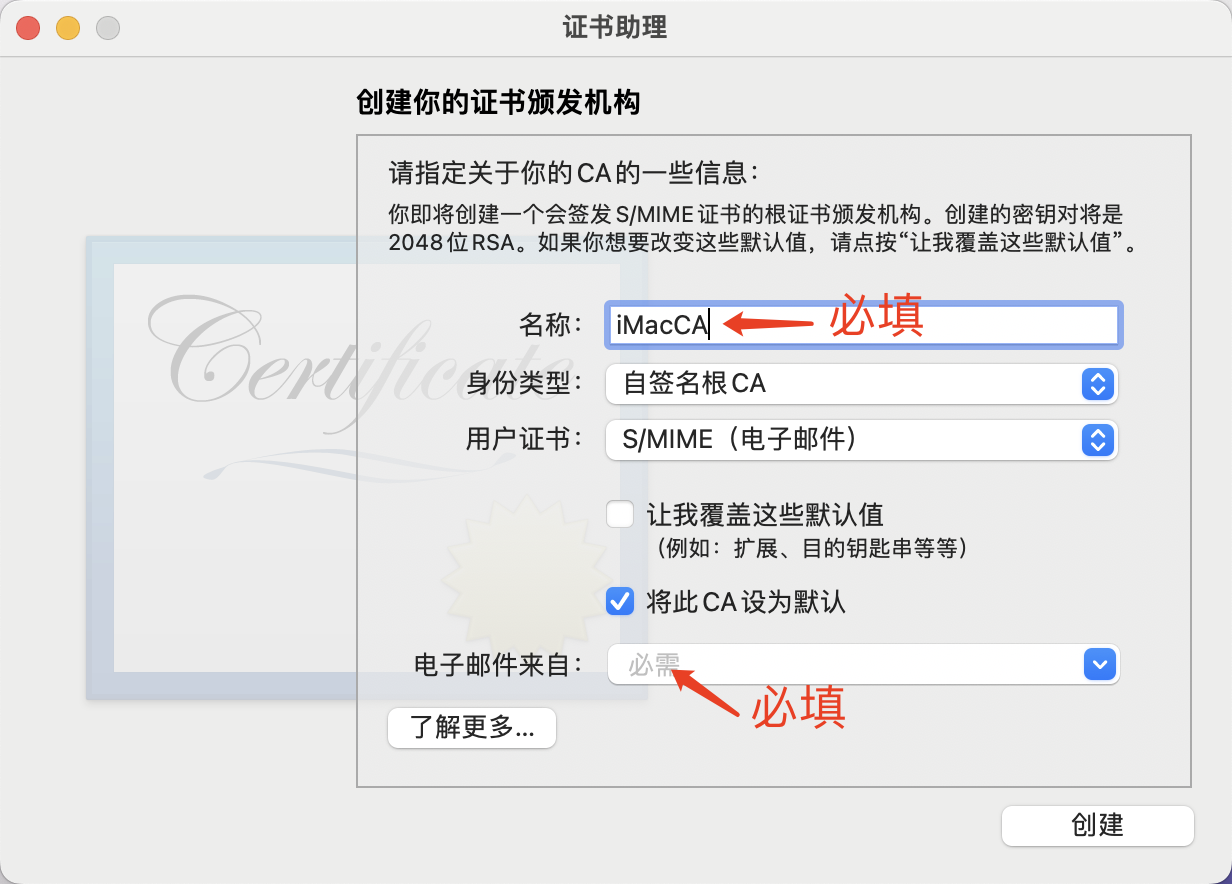 证书助理
创建你的证书颁发机构
请指定关于你的CA的一些信息：
你即将创建一个会签发S/MIME证书的根证书颁发机构。创建的密钥对将是
2048位RSA。如果你想要改变这些默认值，请点按“让我覆盖这些默认值”。
Certificate
名称： iMacCA 必填
身份类型： 自签名根CA
用户证书： S/MIME（电子邮件）
让我覆盖这些默认值
（例如：扩展、目的钥匙串等等）
将此CA设为默认
电子邮件来自： 必需
必填
了解更多...
创建